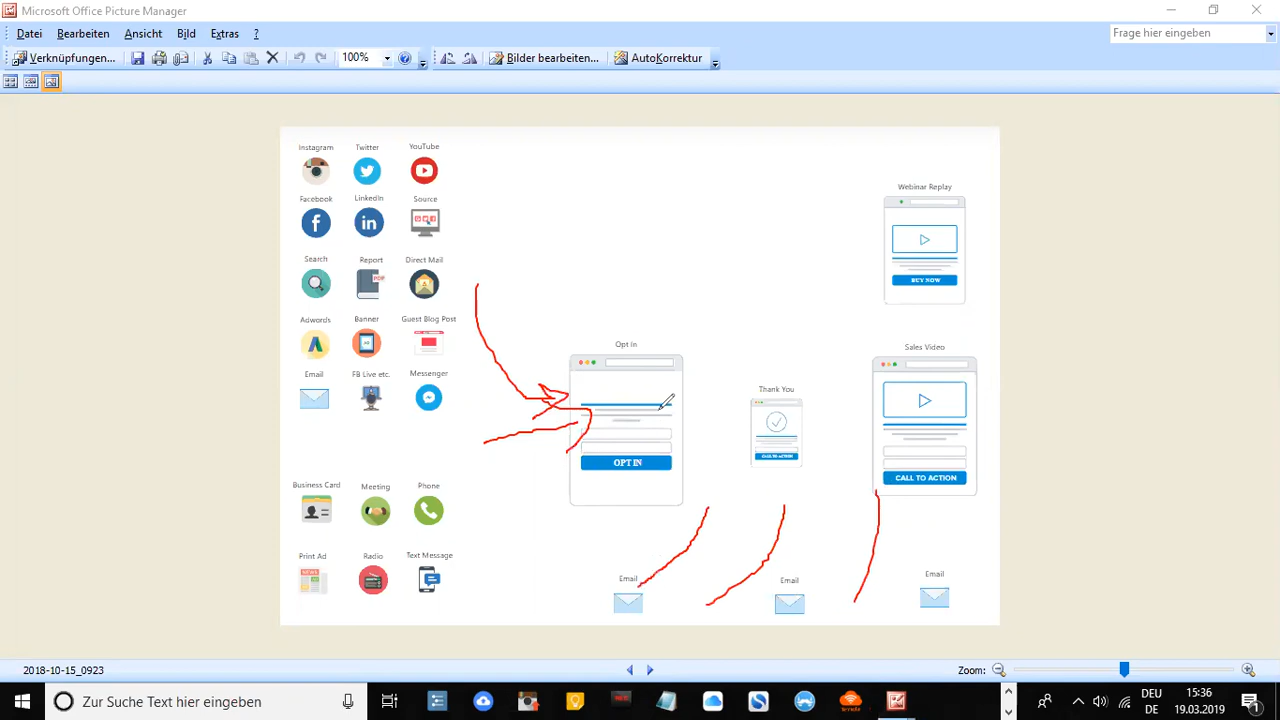 Microsoft Office Picture Manager
Datei Bearbeiten Ansicht Bild Extras ?
Frage hier eingeben
Verknüpfungen... 100% Bilder bearbeiten... AutoKorrektur
Instagram Twitter YouTube
Facebook LinkedIn Source
Search Report Direct Mail
PDF
Adwords Banner Guest Blog Post
Email FB Live etc. Messenger
Business Card Meeting Phone
Print Ad Radio Text Message
NEWS
Opt In
OPT IN
Thank You
CALL TO ACTION
Webinar Replay
BUY NOW
Sales Video
CALL TO ACTION
Email Email Email
2018-10-15_0923
Zoom:
Zur Suche Text hier eingeben
DEU
DE
15:36
19.03.2019
1